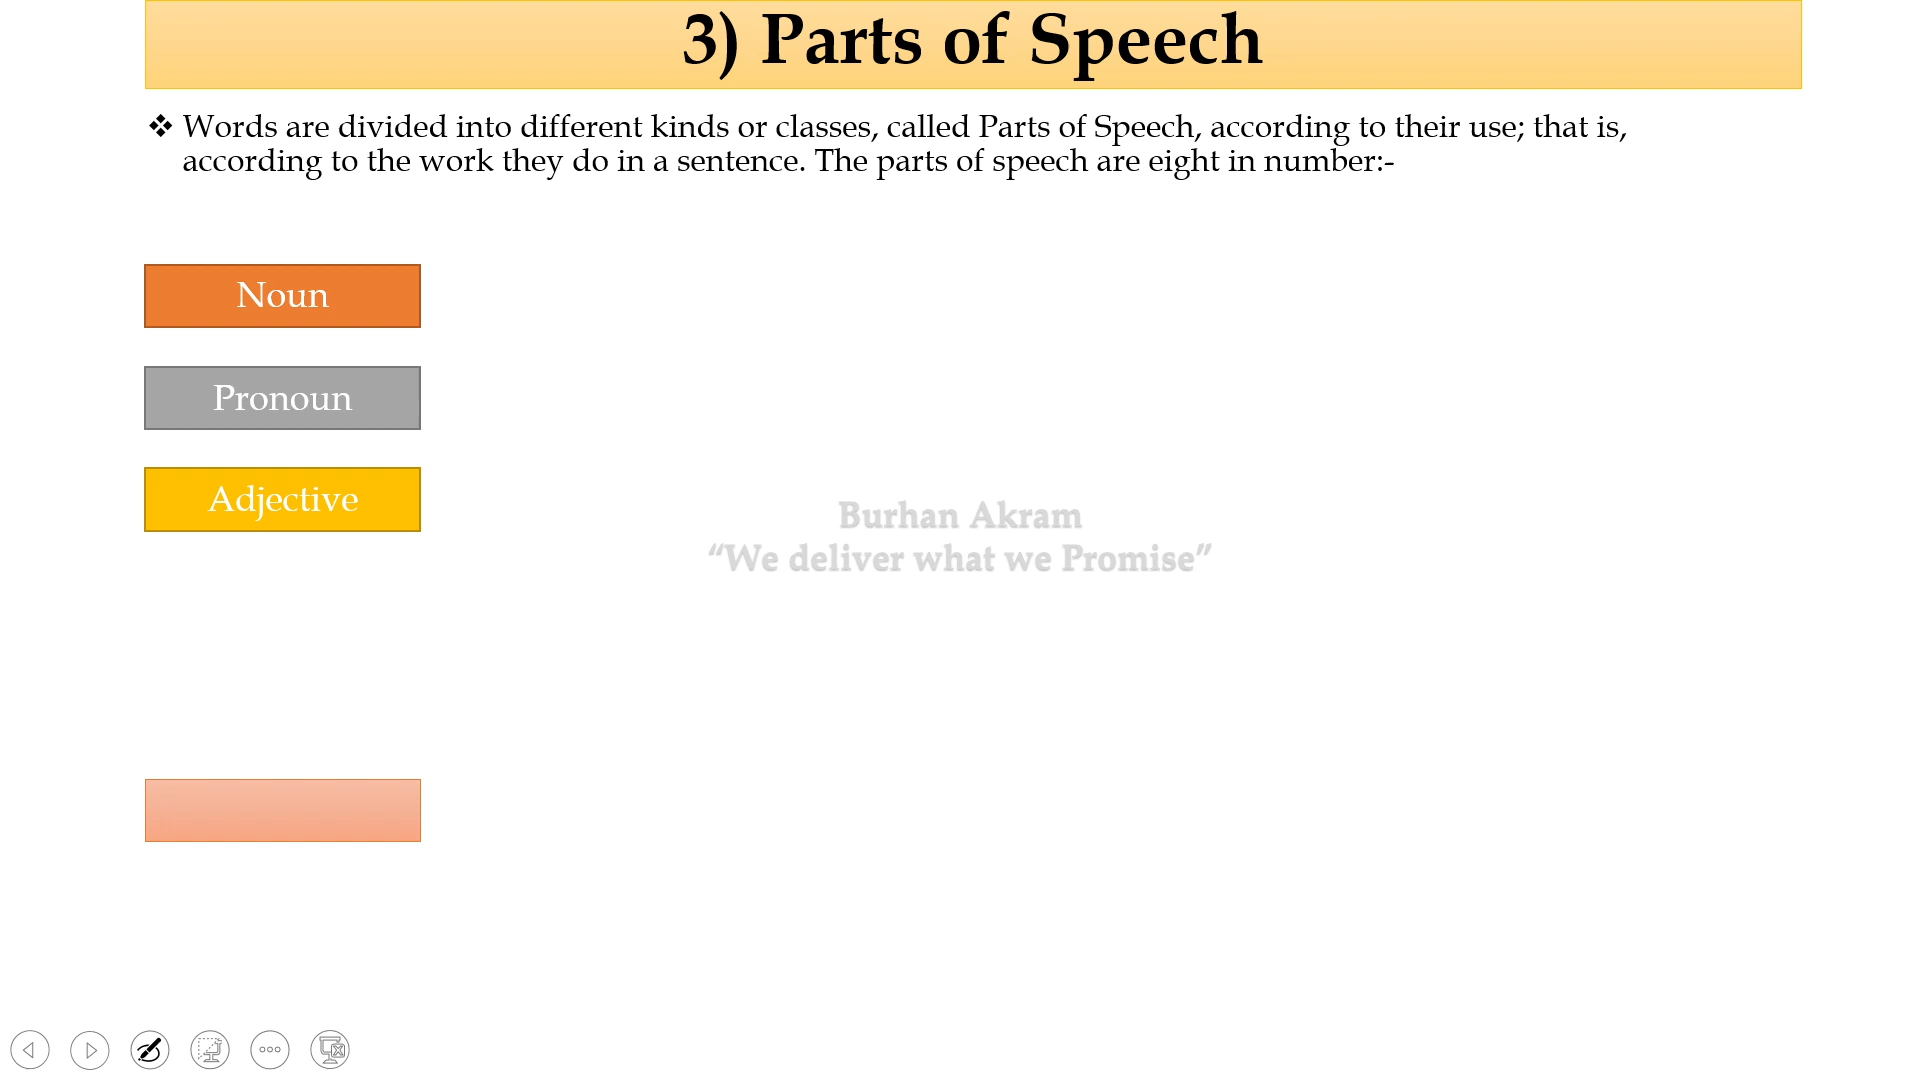 3) Parts of Speech
❖ Words are divided into different kinds or classes, called Parts of Speech, according to their use; that is,
according to the work they do in a sentence. The parts of speech are eight in number:-
Noun
Pronoun
Adjective
Burhan Akram
“We deliver what we Promise”